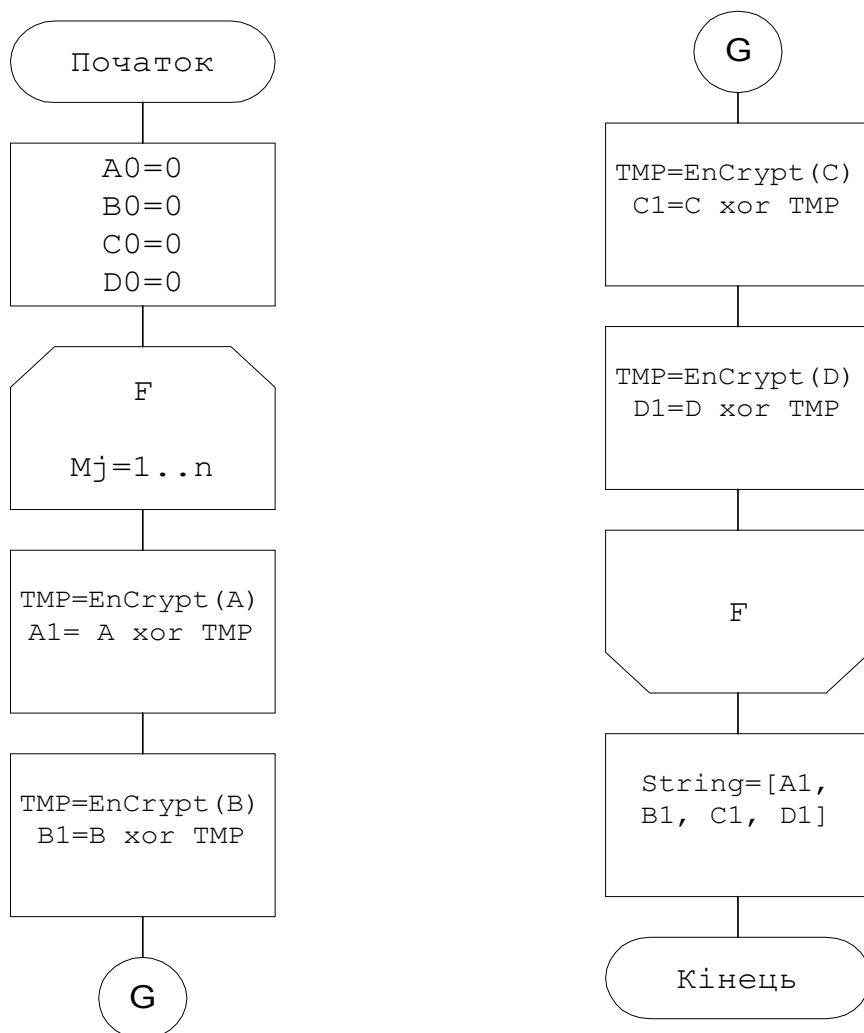 Початок
A0=0
B0=0
C0=0
D0=0
F
Mj=1..n
TMP=EnCrypt(A)
A1= A xor TMP
TMP=EnCrypt(B)
B1=B xor TMP
G
G
TMP=EnCrypt(C)
C1=C xor TMP
TMP=EnCrypt(D)
D1=D xor TMP
F
String=[A1,
B1, C1, D1]
Кінець